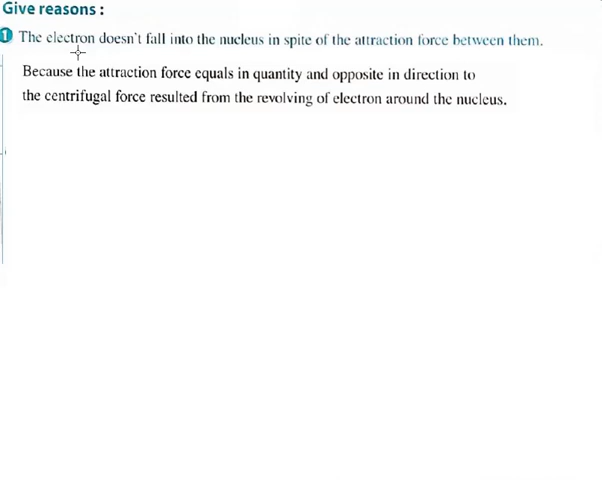 Give reasons :
1 The electron doesn't fall into the nucleus in spite of the attraction force between them.
Because the attraction force equals in quantity and opposite in direction to
the centrifugal force resulted from the revolving of electron around the nucleus.